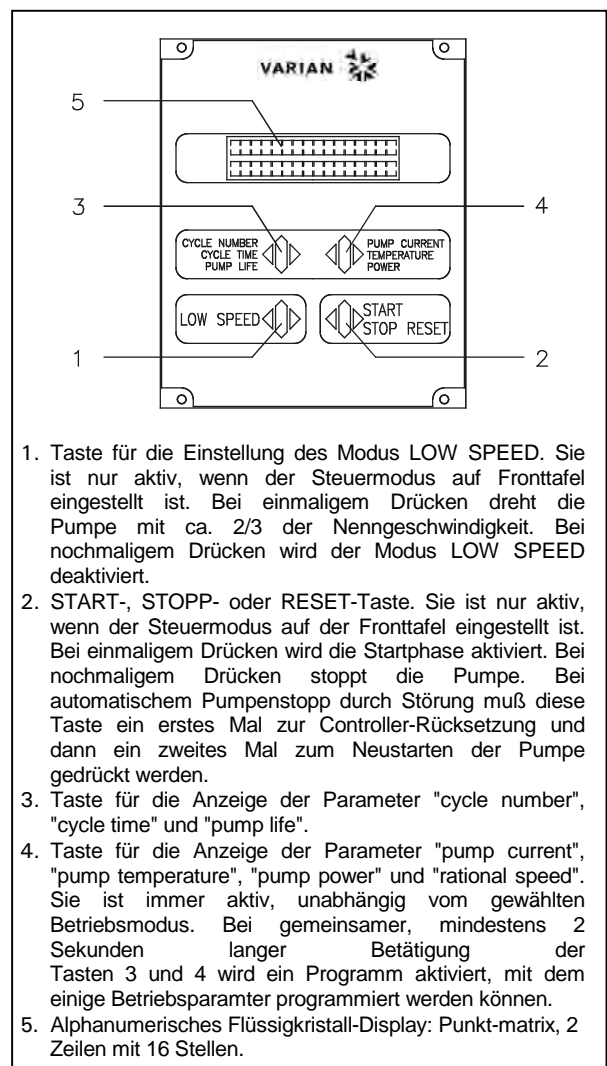 VARIAN
5
3
4
CYCLE NUMBER
CYCLE TIME
PUMP LIFE
PUMP CURRENT
TEMPERATURE
POWER
LOW SPEED
START
STOP RESET
1
2
1. Taste für die Einstellung des Modus LOW SPEED. Sie
ist nur aktiv, wenn der Steuermodus auf Fronttafel
eingestellt ist. Bei einmaligem Drücken dreht die
Pumpe mit ca. 2/3 der Nenngeschwindigkeit. Bei
nochmaligem Drücken wird der Modus LOW SPEED
deaktiviert.
2. START-, STOPP- oder RESET-Taste. Sie ist nur aktiv,
wenn der Steuermodus auf der Fronttafel eingestellt ist.
Bei einmaligem Drücken wird die Startphase aktiviert. Bei
nochmaligem Drücken stoppt die Pumpe. Bei
automatischem Pumpenstopp durch Störung muß diese
Taste ein erstes Mal zur Controller-Rücksetzung und
dann ein zweites Mal zum Neustarten der Pumpe
gedrückt werden.
3. Taste für die Anzeige der Parameter "cycle number",
"cycle time" und "pump life".
4. Taste für die Anzeige der Parameter "pump current",
"pump temperature", "pump power" und "rational speed".
Sie ist immer aktiv, unabhängig vom gewählten
Betriebsmodus. Bei gemeinsamer, mindestens 2
Sekunden langer Betätigung der
Tasten 3 und 4 wird ein Programm aktiviert, mit dem
einige Betriebsparamter programmiert werden können.
5. Alphanumerisches Flüssigkristall-Display: Punkt-matrix, 2
Zeilen mit 16 Stellen.